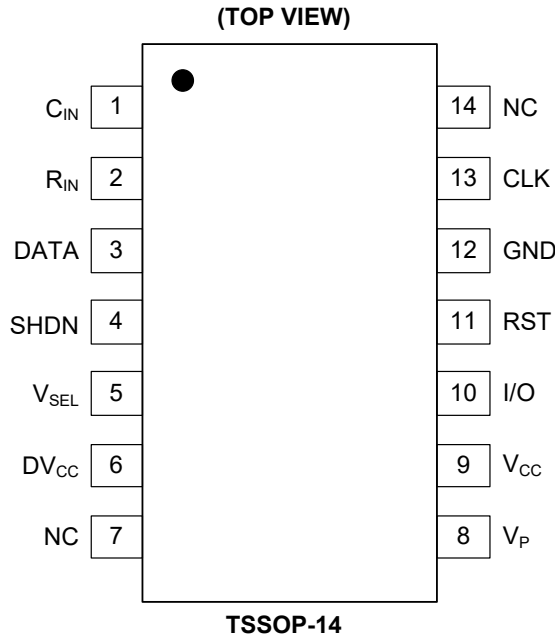 (TOP VIEW)
C_IN 1 14 NC
R_IN 2 13 CLK
DATA 3 12 GND
SHDN 4 11 RST
V_SEL 5 10 I/O
DV_CC 6 9 V_CC
NC 7 8 V_P
TSSOP-14